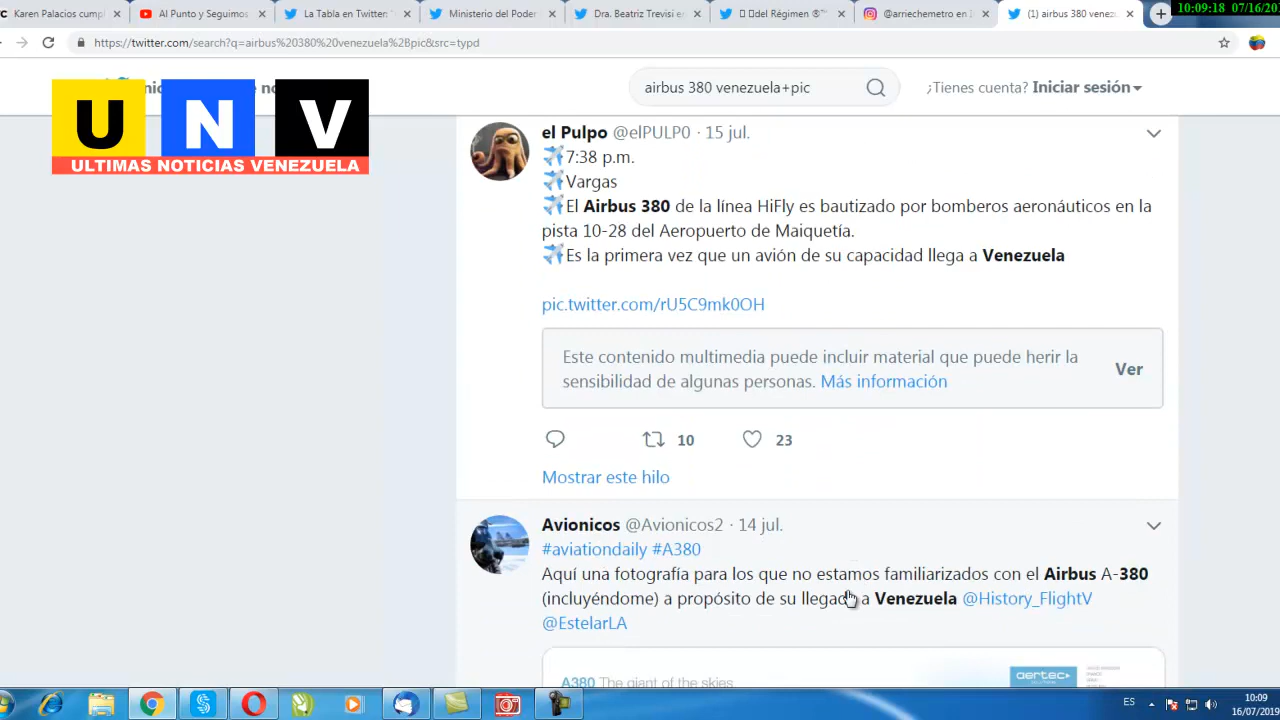 10:09:18 07/16/20
Karen Palacios cumpl
Al Punto y Seguimos
La Tabla en Twitter:
Ministerio del Poder
Dra. Beatriz Trevisi en
del Régimen ®™
@arriechemetro en I
(1) airbus 380 venezu
https://twitter.com/search?q=airbus%20380%20venezuela%2Bpic&src=typd
airbus 380 venezuela+pic
¿Tienes cuenta? Iniciar sesión
U N V
ULTIMAS NOTICIAS VENEZUELA
el Pulpo @elPULP0 · 15 jul.
7:38 p.m.
Vargas
El Airbus 380 de la línea HiFly es bautizado por bomberos aeronáuticos en la
pista 10-28 del Aeropuerto de Maiquetía.
Es la primera vez que un avión de su capacidad llega a Venezuela
pic.twitter.com/rU5C9mk0OH
Este contenido multimedia puede incluir material que puede herir la
sensibilidad de algunas personas. Más información
Ver
10 23
Mostrar este hilo
Avionicos @Avionicos2 · 14 jul.
#aviationdaily #A380
Aquí una fotografía para los que no estamos familiarizados con el Airbus A-380
(incluyéndome) a propósito de su llegada a Venezuela @History_FlightV
@EstelarLA
A380 The giant of the skies
aertec
ES
10:09
16/07/2019